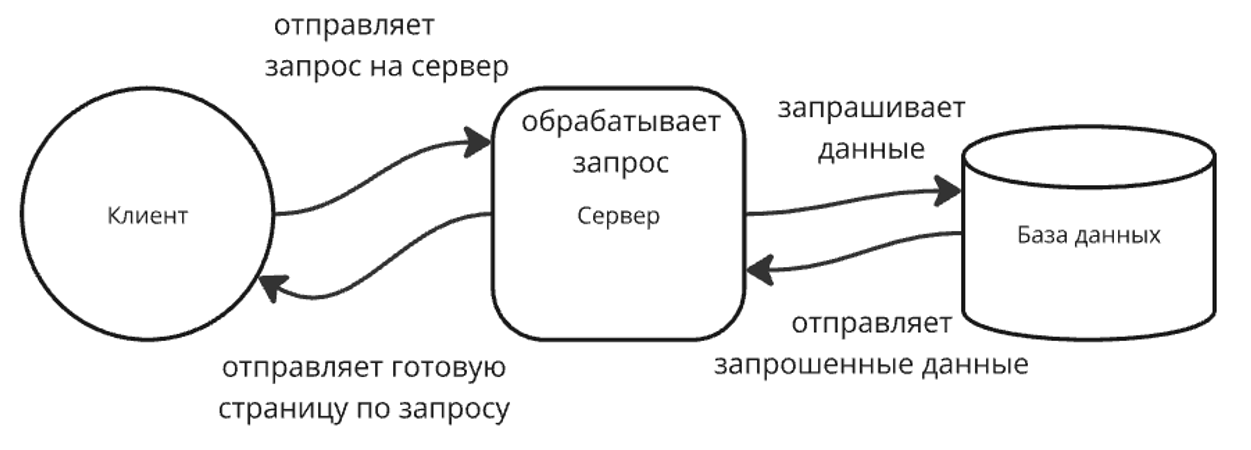 отправляет
запрос на сервер
обрабатывает
запрос
запрашивает
данные
Клиент
Сервер
База данных
отправляет
запрошенные данные
отправляет готовую
страницу по запросу